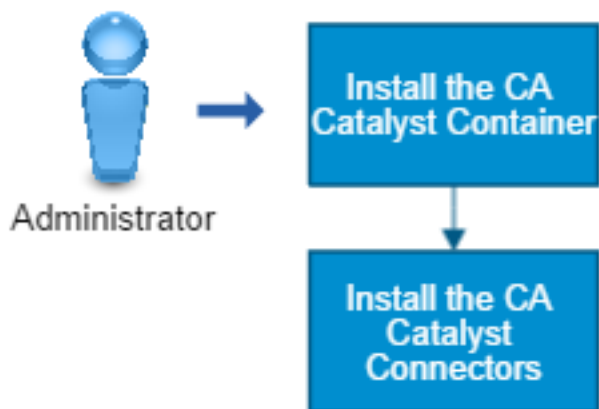 Install the CA
Catalyst Container
Administrator
Install the CA
Catalyst
Connectors